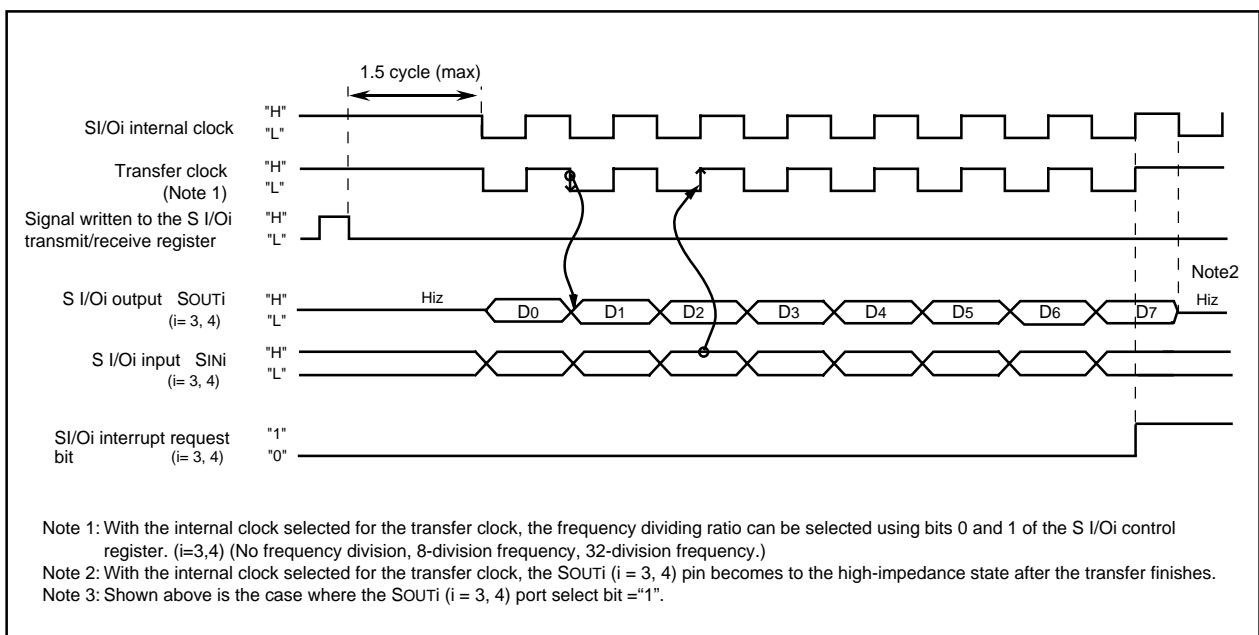 1.5 cycle (max)
SI/Oi internal clock
"H"
"L"
Transfer clock
(Note 1)
"H"
"L"
Signal written to the S I/Oi
transmit/receive register
"H"
"L"
S I/Oi output SOUTi
(i= 3, 4)
"H"
"L"
Hiz
D0
D1
D2
D3
D4
D5
D6
D7
Note2
Hiz
S I/Oi input SINi
(i= 3, 4)
"H"
"L"
SI/Oi interrupt request
bit (i= 3, 4)
"1"
"0"
Note 1: With the internal clock selected for the transfer clock, the frequency dividing ratio can be selected using bits 0 and 1 of the S I/Oi control
register. (i=3,4) (No frequency division, 8-division frequency, 32-division frequency.)
Note 2: With the internal clock selected for the transfer clock, the SOUTi (i = 3, 4) pin becomes to the high-impedance state after the transfer finishes.
Note 3: Shown above is the case where the SOUTi (i = 3, 4) port select bit =“1”.